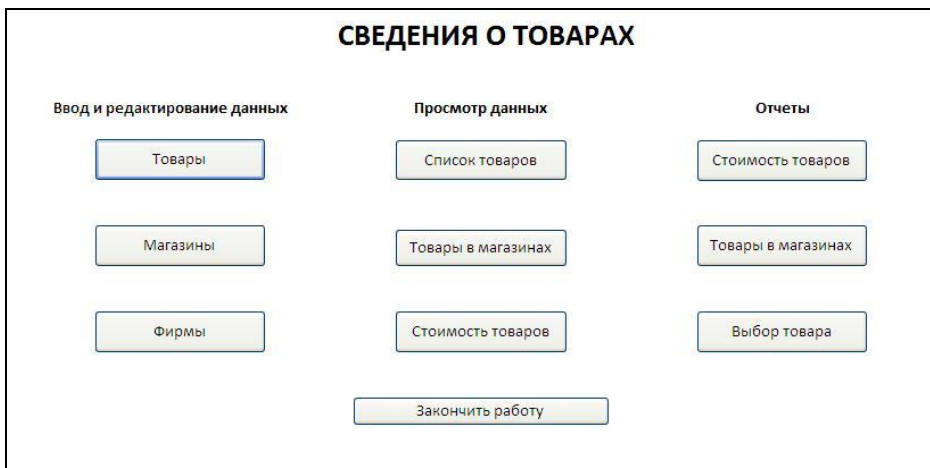 СВЕДЕНИЯ О ТОВАРАХ
Ввод и редактирование данных
Просмотр данных
Отчеты
Товары
Список товаров
Стоимость товаров
Магазины
Товары в магазинах
Товары в магазинах
Фирмы
Стоимость товаров
Выбор товара
Закончить работу